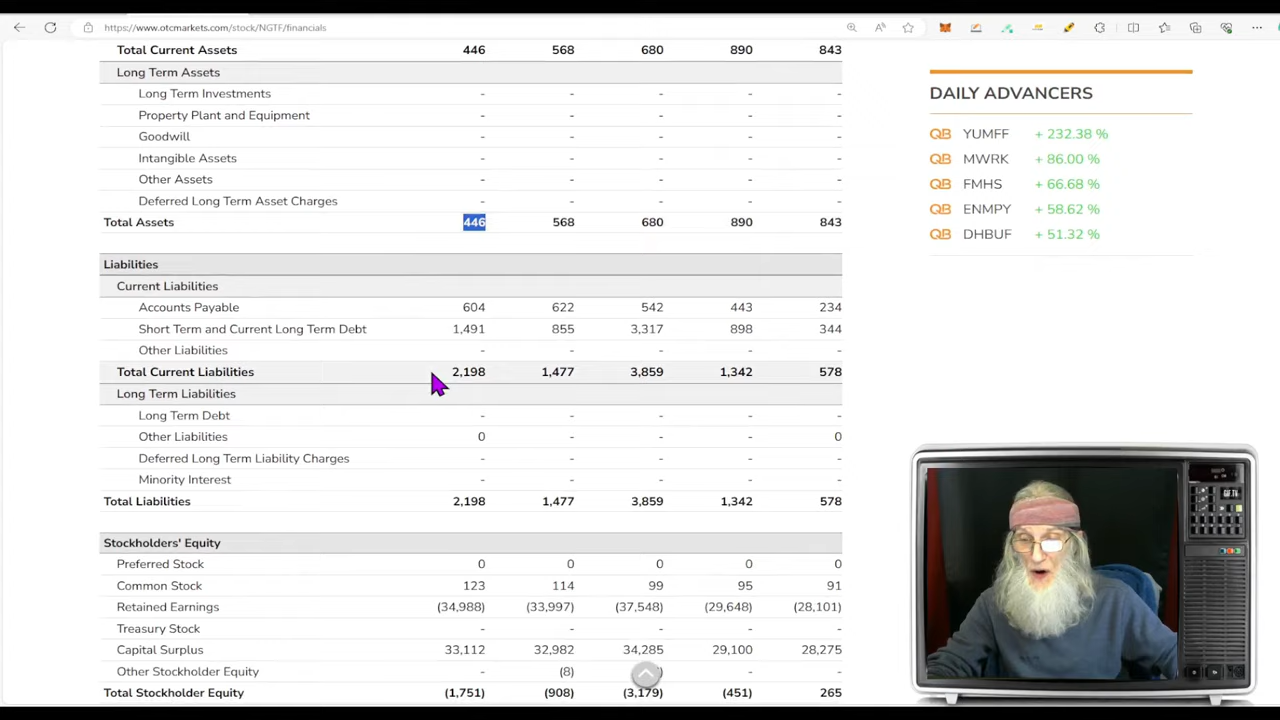 https://www.otcmarkets.com/stock/NGTF/financials
Total Current Assets 446 568 680 890 843
Long Term Assets
Long Term Investments - - - - -
Property Plant and Equipment - - - - -
Goodwill - - - - -
Intangible Assets - - - - -
Other Assets - - - - -
Deferred Long Term Asset Charges - - - - -
Total Assets 446 568 680 890 843
Liabilities
Current Liabilities
Accounts Payable 604 622 542 443 234
Short Term and Current Long Term Debt 1,491 855 3,317 898 344
Other Liabilities - - - - -
Total Current Liabilities 2,198 1,477 3,859 1,342 578
Long Term Liabilities
Long Term Debt - - - - -
Other Liabilities 0 - - - 0
Deferred Long Term Liability Charges - - - - -
Minority Interest - - - - -
Total Liabilities 2,198 1,477 3,859 1,342 578
Stockholders' Equity
Preferred Stock 0 0 0 0 0
Common Stock 123 114 99 95 91
Retained Earnings (34,988) (33,997) (37,548) (29,648) (28,101)
Treasury Stock - - - - -
Capital Surplus 33,112 32,982 34,285 29,100 28,275
Other Stockholder Equity - (8) - - -
Total Stockholder Equity (1,751) (908) (3,179) (451) 265
DAILY ADVANCERS
QB YUMFF + 232.38 %
QB MWRK + 86.00 %
QB FMHS + 66.68 %
QB ENMPY + 58.62 %
QB DHBUF + 51.32 %